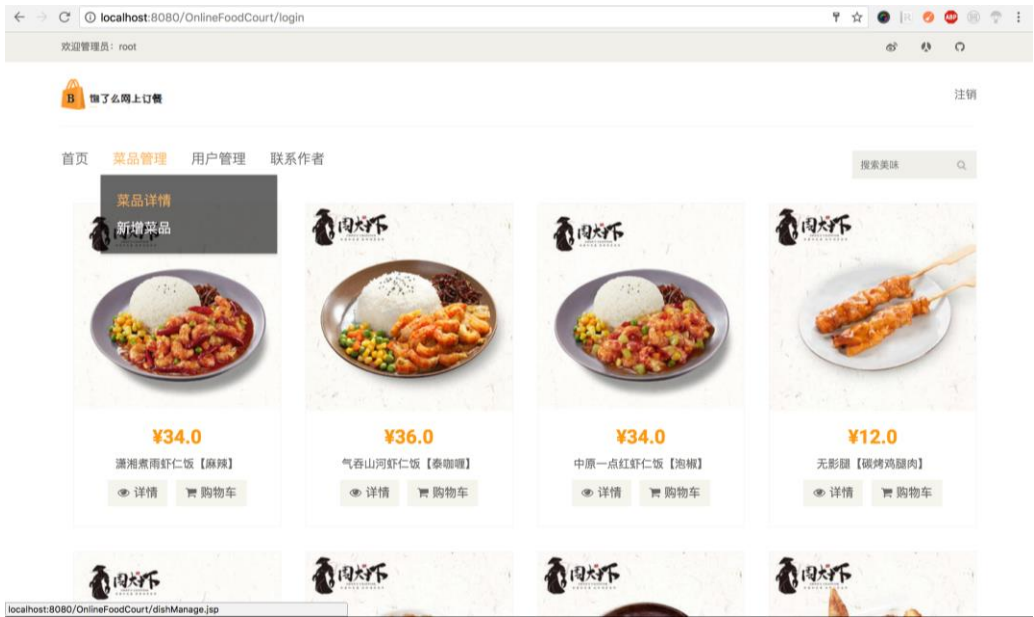 localhost:8080/OnlineFoodCourt/login
欢迎管理员：root
B 饿了么网上订餐
注销
首页 菜品管理 用户管理 联系作者
搜索美味
菜品详情
新增菜品
¥34.0 ¥36.0 ¥34.0 ¥12.0
潇湘煮雨虾仁饭【麻辣】 气吞山河虾仁饭【泰咖喱】 中原一点红虾仁饭【泡椒】 无影腿【碳烤鸡腿肉】
详情 购物车 详情 购物车 详情 购物车 详情 购物车
localhost:8080/OnlineFoodCourt/dishManage.jsp